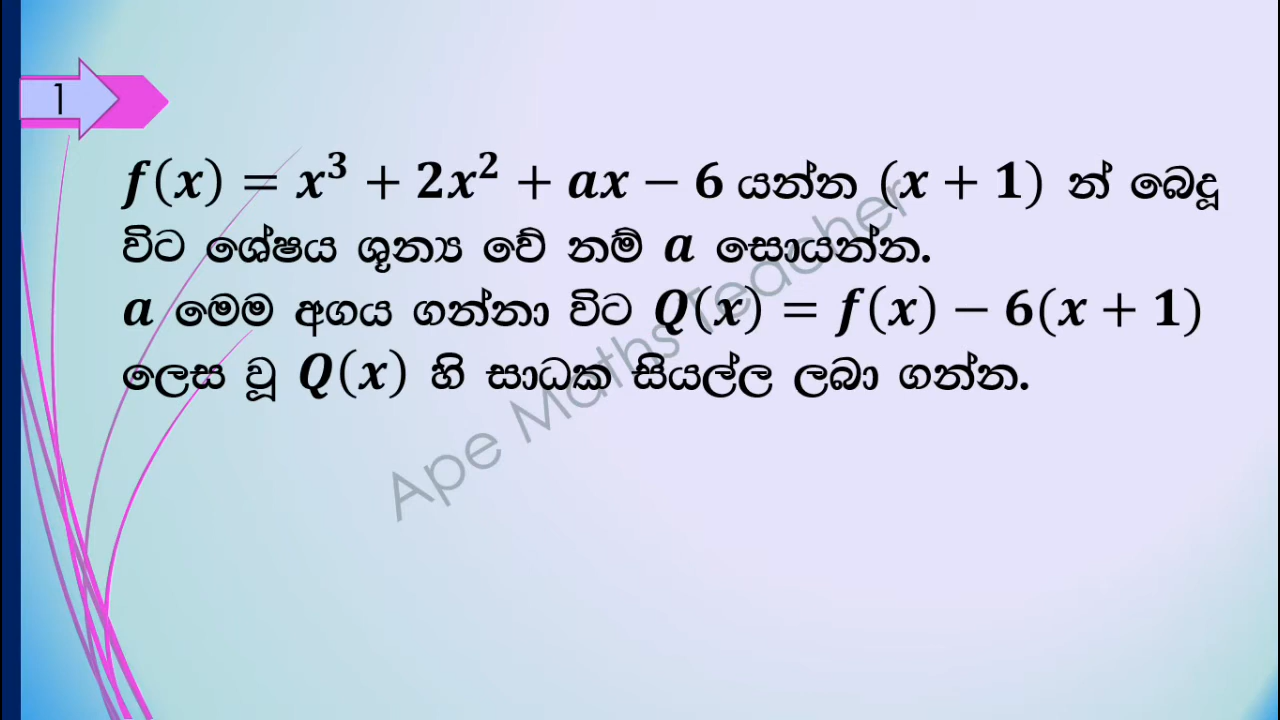 1
f(x) = x³ + 2x² + ax − 6 යන්න (x + 1) න් බෙදූ
විට ශේෂය ශූන්‍ය වේ නම් a සොයන්න.
a මෙම අගය ගන්නා විට Q(x) = f(x) − 6(x + 1)
ලෙස වූ Q(x) හි සාධක සියල්ල ලබා ගන්න.
Ape Maths Teacher